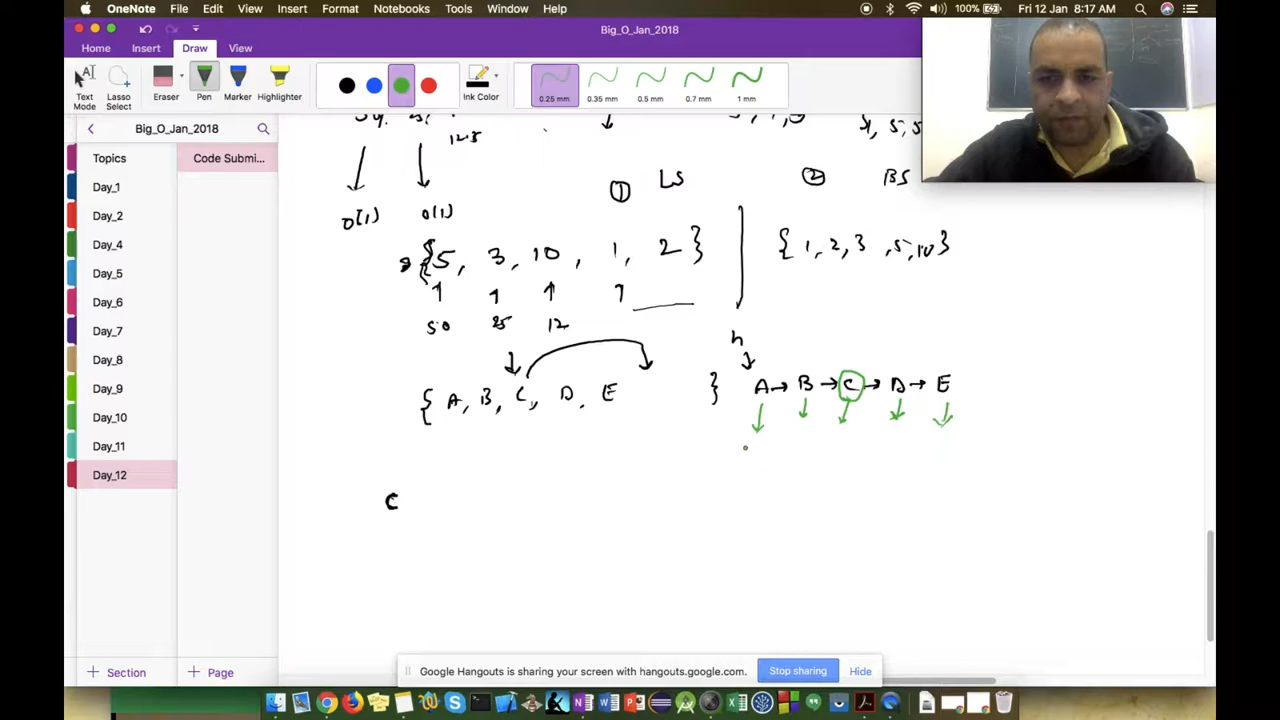 OneNote File Edit View Insert Format Notebooks Tools Window Help 100% Fri 12 Jan 8:17 AM
Big_O_Jan_2018
Home Insert Draw View
Text Mode Lasso Select Eraser Pen Marker Highlighter Ink Color 0.25 mm 0.35 mm 0.5 mm 0.7 mm 1 mm
Big_O_Jan_2018
Topics
Day_1
Day_2
Day_4
Day_5
Day_6
Day_7
Day_8
Day_9
Day_10
Day_11
Day_12
Code Submi...
12.5
① LS
② BS
O(1) O(1)
{5, 3, 10, 1, 2}
{1, 2, 3, 5, 10}
50 25 12
h
{A, B, C, D, E }
A → B → C → D → E
C
+ Section + Page
Google Hangouts is sharing your screen with hangouts.google.com. Stop sharing Hide